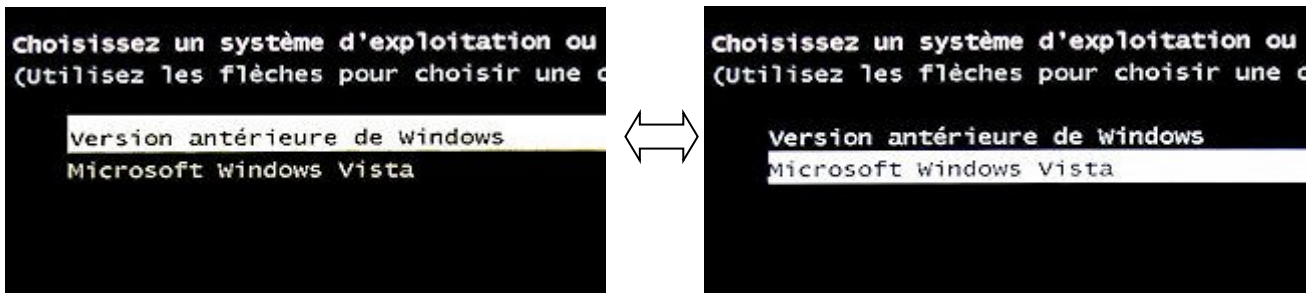 Choisissez un système d'exploitation ou
(Utilisez les flèches pour choisir une
Version antérieure de Windows
Microsoft Windows Vista
Choisissez un système d'exploitation ou
(Utilisez les flèches pour choisir une
Version antérieure de Windows
Microsoft Windows Vista